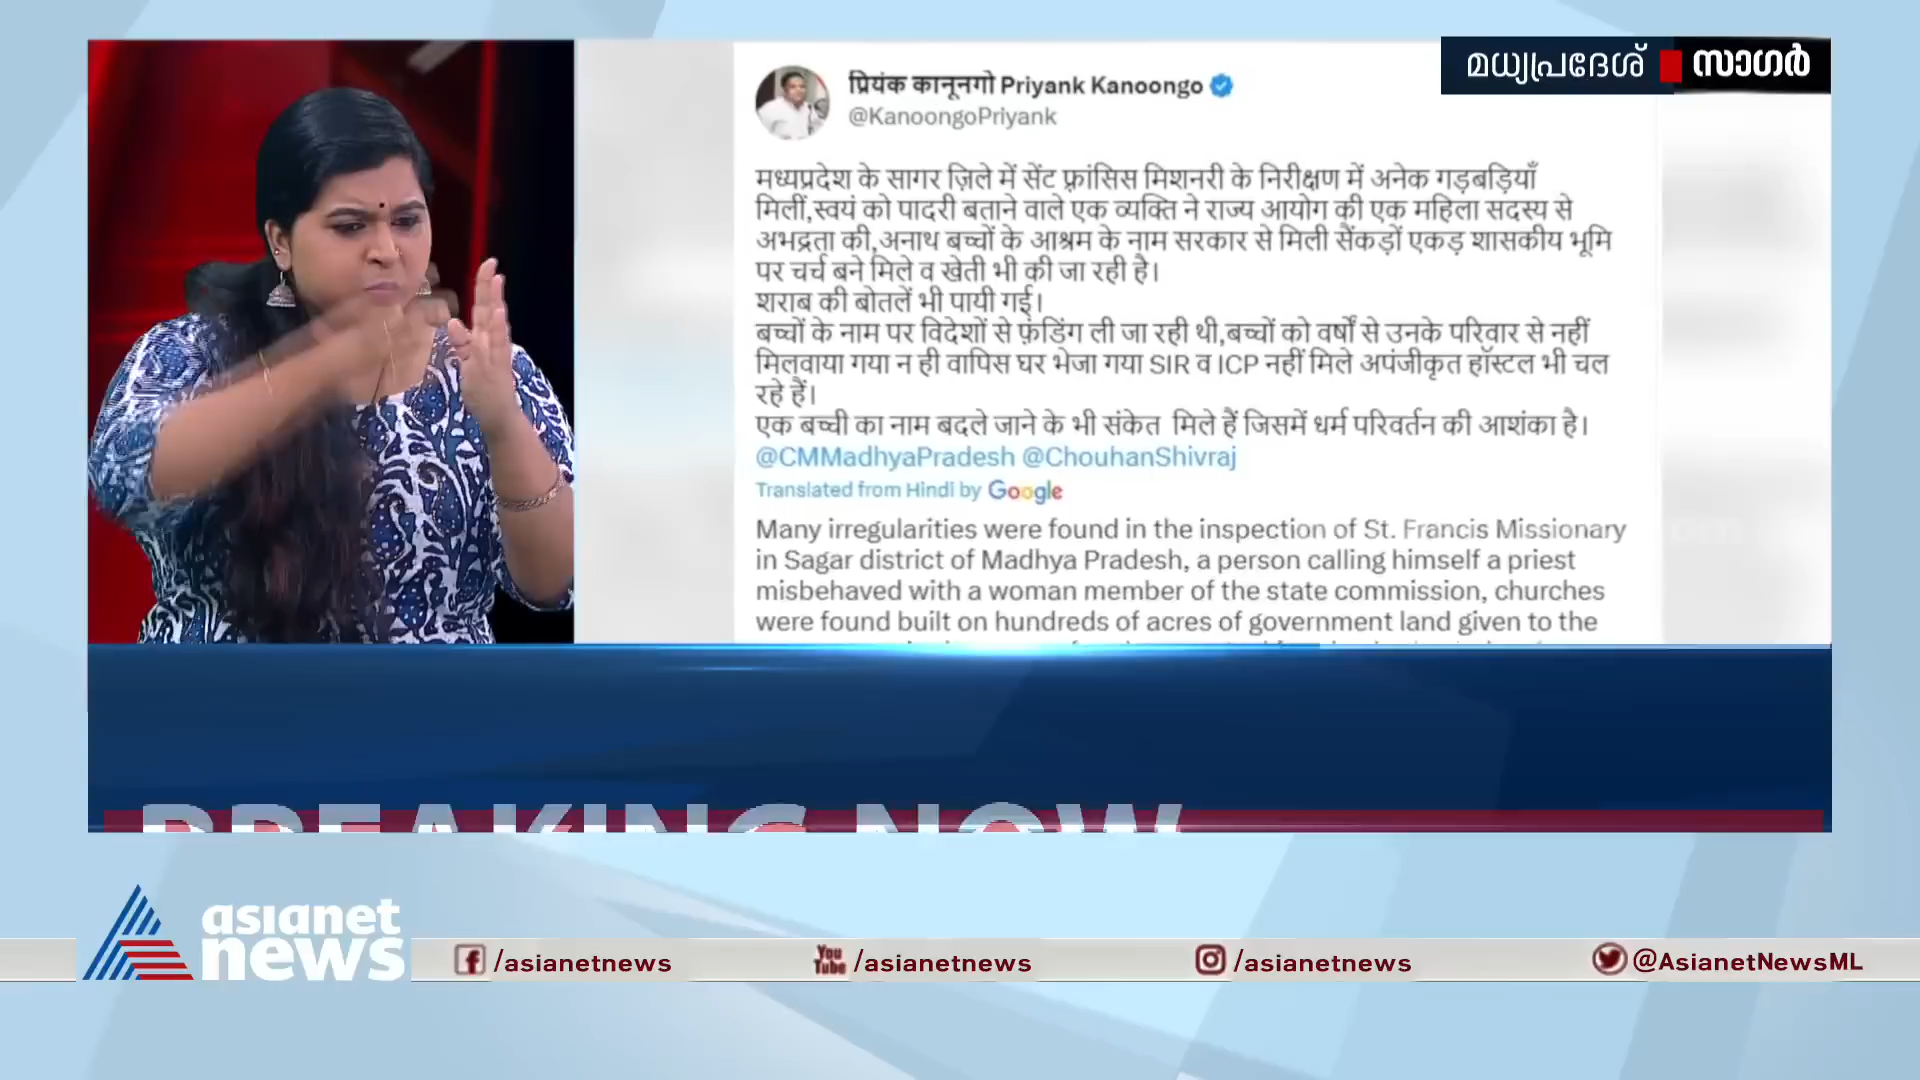 മധ്യപ്രദേശ് സാഗർ
प्रियंक कानूनगो Priyank Kanoongo
@KanoongoPriyank
मध्यप्रदेश के सागर ज़िले में सेंट फ़्रांसिस मिशनरी के निरीक्षण में अनेक गड़बड़ियाँ
मिलीं,स्वयं को पादरी बताने वाले एक व्यक्ति ने राज्य आयोग की एक महिला सदस्य से
अभद्रता की,अनाथ बच्चों के आश्रम के नाम सरकार से मिली सैंकड़ों एकड़ शासकीय भूमि
पर चर्च बने मिले व खेती भी की जा रही है।
शराब की बोतलें भी पायी गई।
बच्चों के नाम पर विदेशों से फ़ंडिंग ली जा रही थी,बच्चों को वर्षों से उनके परिवार से नहीं
मिलवाया गया न ही वापिस घर भेजा गया SIR व ICP नहीं मिले अपंजीकृत हॉस्टल भी चल
रहे हैं।
एक बच्ची का नाम बदले जाने के भी संकेत मिले हैं जिसमें धर्म परिवर्तन की आशंका है।
@CMMadhyaPradesh @ChouhanShivraj
Translated from Hindi by Google
Many irregularities were found in the inspection of St. Francis Missionary
in Sagar district of Madhya Pradesh, a person calling himself a priest
misbehaved with a woman member of the state commission, churches
were found built on hundreds of acres of government land given to the
BREAKING NOW
asianet
news
/asianetnews
You
Tube
/asianetnews
/asianetnews
@AsianetNewsML